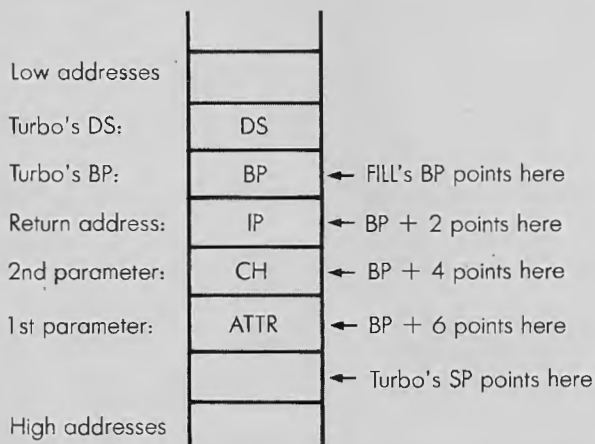 Low addresses
Turbo's DS: DS
Turbo's BP: BP FILL's BP points here
Return address: IP BP + 2 points here
2nd parameter: CH BP + 4 points here
1st parameter: ATTR BP + 6 points here
Turbo's SP points here
High addresses